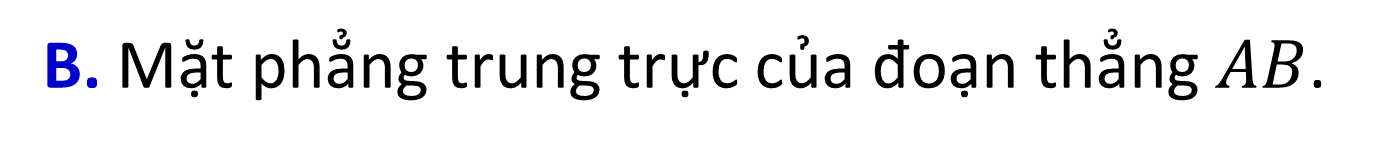 B. Mặt phẳng trung trực của đoạn thẳng AB.